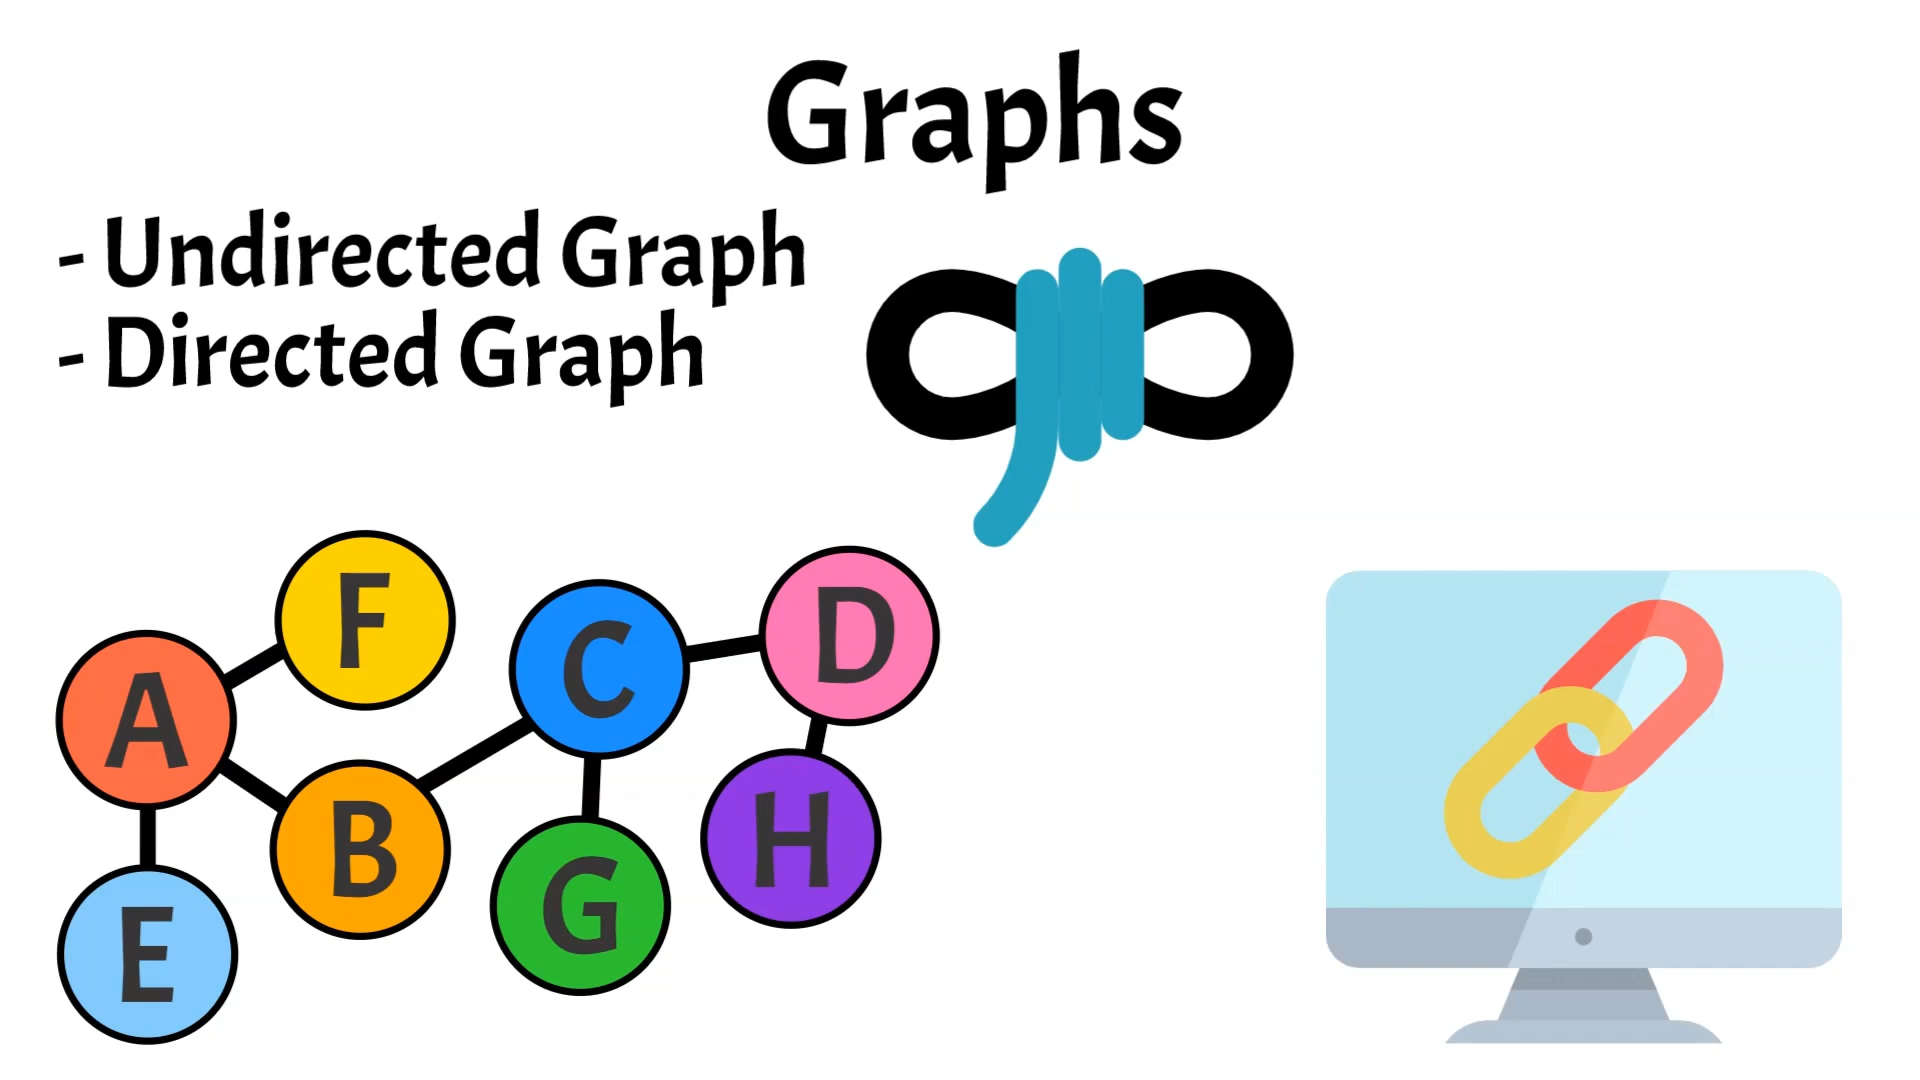 Graphs
- Undirected Graph
- Directed Graph
F
C
D
A
B
H
G
E